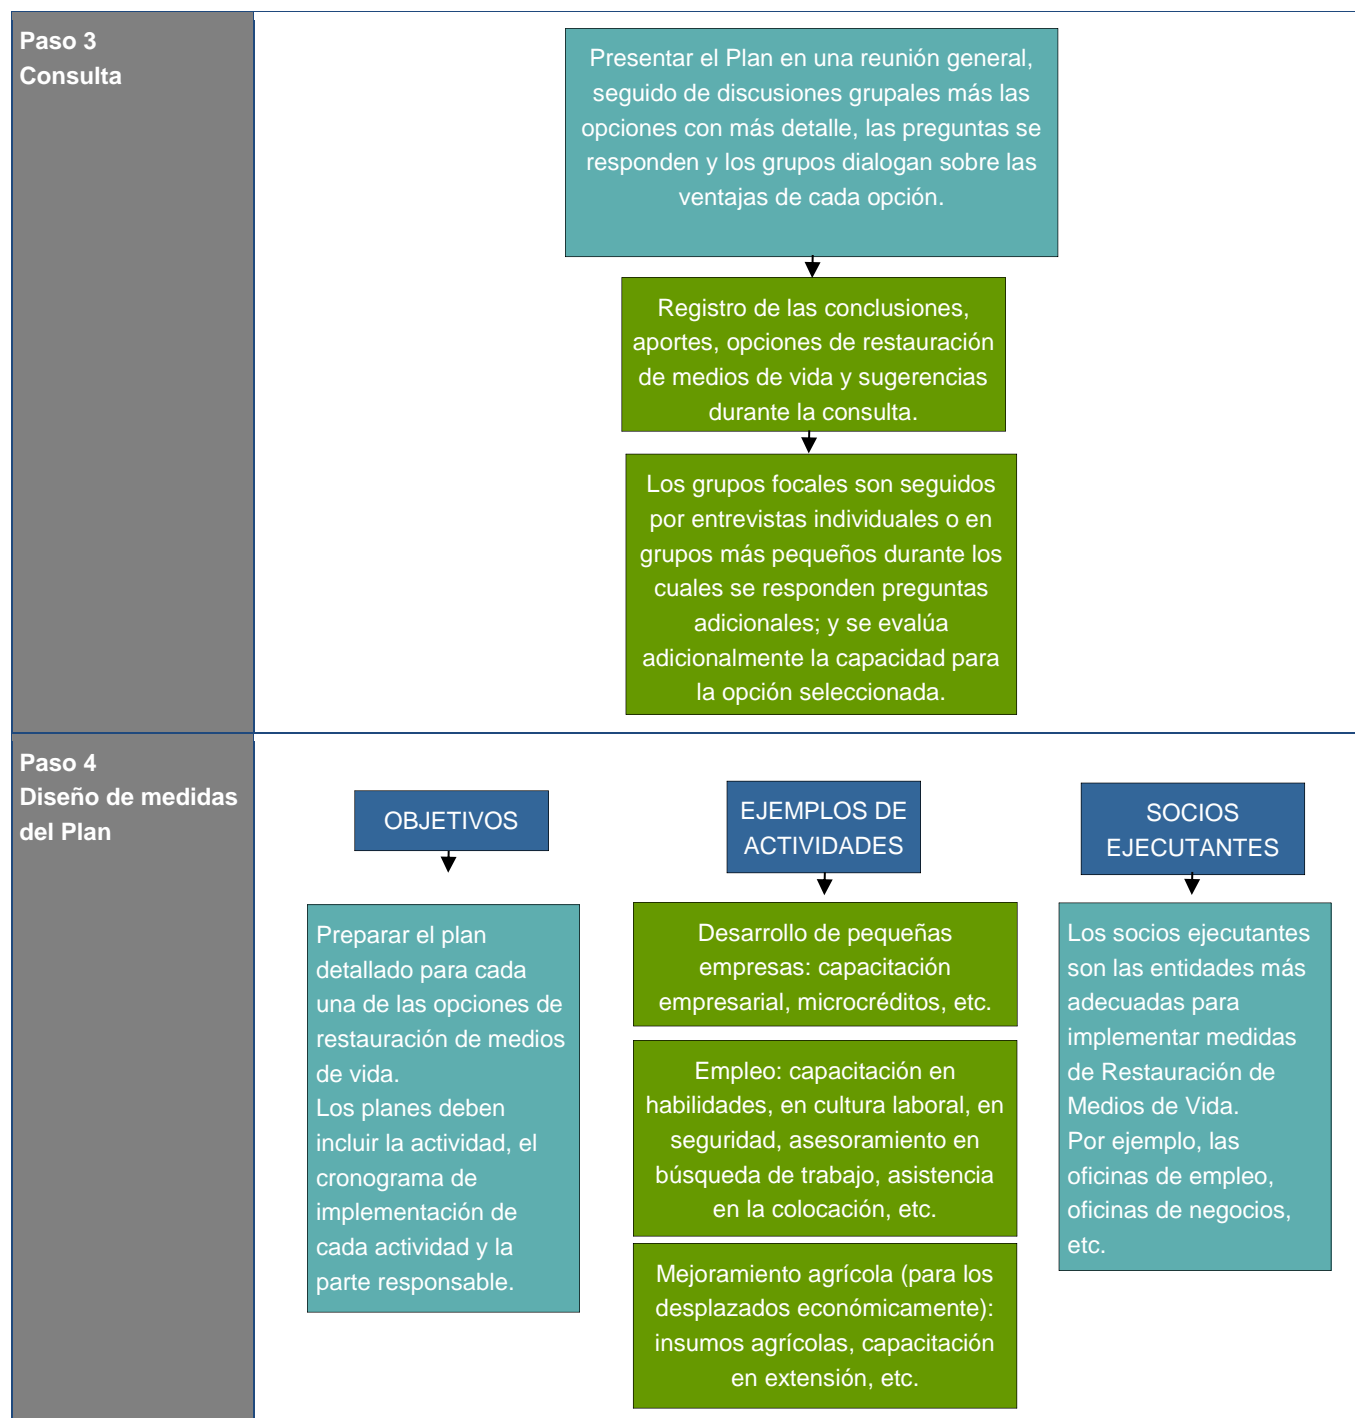 Paso 3
Consulta
Presentar el Plan en una reunión general,
seguido de discusiones grupales más las
opciones con más detalle, las preguntas se
responden y los grupos dialogan sobre las
ventajas de cada opción.
Registro de las conclusiones,
aportes, opciones de restauración
de medios de vida y sugerencias
durante la consulta.
Los grupos focales son seguidos
por entrevistas individuales o en
grupos más pequeños durante los
cuales se responden preguntas
adicionales; y se evalúa
adicionalmente la capacidad para
la opción seleccionada.
Paso 4
Diseño de medidas
del Plan
OBJETIVOS
Preparar el plan
detallado para cada
una de las opciones de
restauración de medios
de vida.
Los planes deben
incluir la actividad, el
cronograma de
implementación de
cada actividad y la
parte responsable.
EJEMPLOS DE
ACTIVIDADES
Desarrollo de pequeñas
empresas: capacitación
empresarial, microcréditos, etc.
Empleo: capacitación en
habilidades, en cultura laboral, en
seguridad, asesoramiento en
búsqueda de trabajo, asistencia
en la colocación, etc.
Mejoramiento agrícola (para los
desplazados económicamente):
insumos agrícolas, capacitación
en extensión, etc.
SOCIOS
EJECUTANTES
Los socios ejecutantes
son las entidades más
adecuadas para
implementar medidas
de Restauración de
Medios de Vida.
Por ejemplo, las
oficinas de empleo,
oficinas de negocios,
etc.